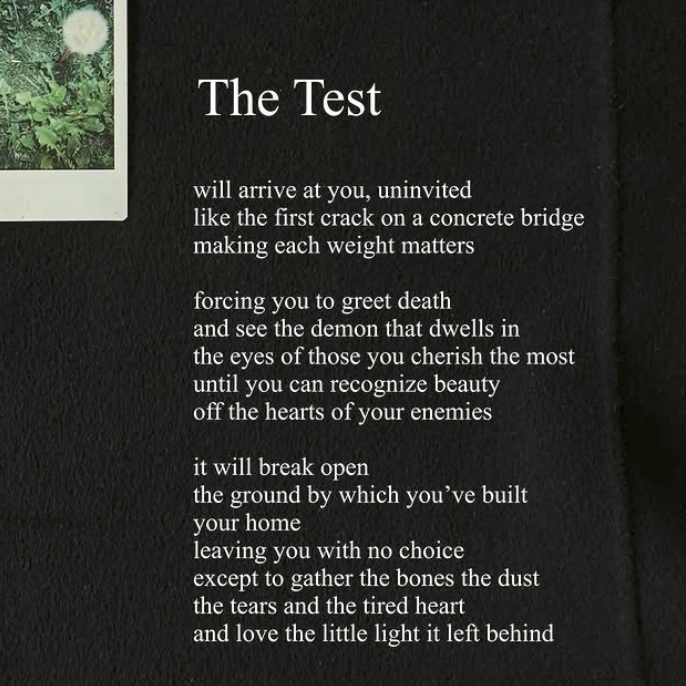 The Test
will arrive at you, uninvited
like the first crack on a concrete bridge
making each weight matters
forcing you to greet death
and see the demon that dwells in
the eyes of those you cherish the most
until you can recognize beauty
off the hearts of your enemies
it will break open
the ground by which you’ve built
your home
leaving you with no choice
except to gather the bones the dust
the tears and the tired heart
and love the little light it left behind